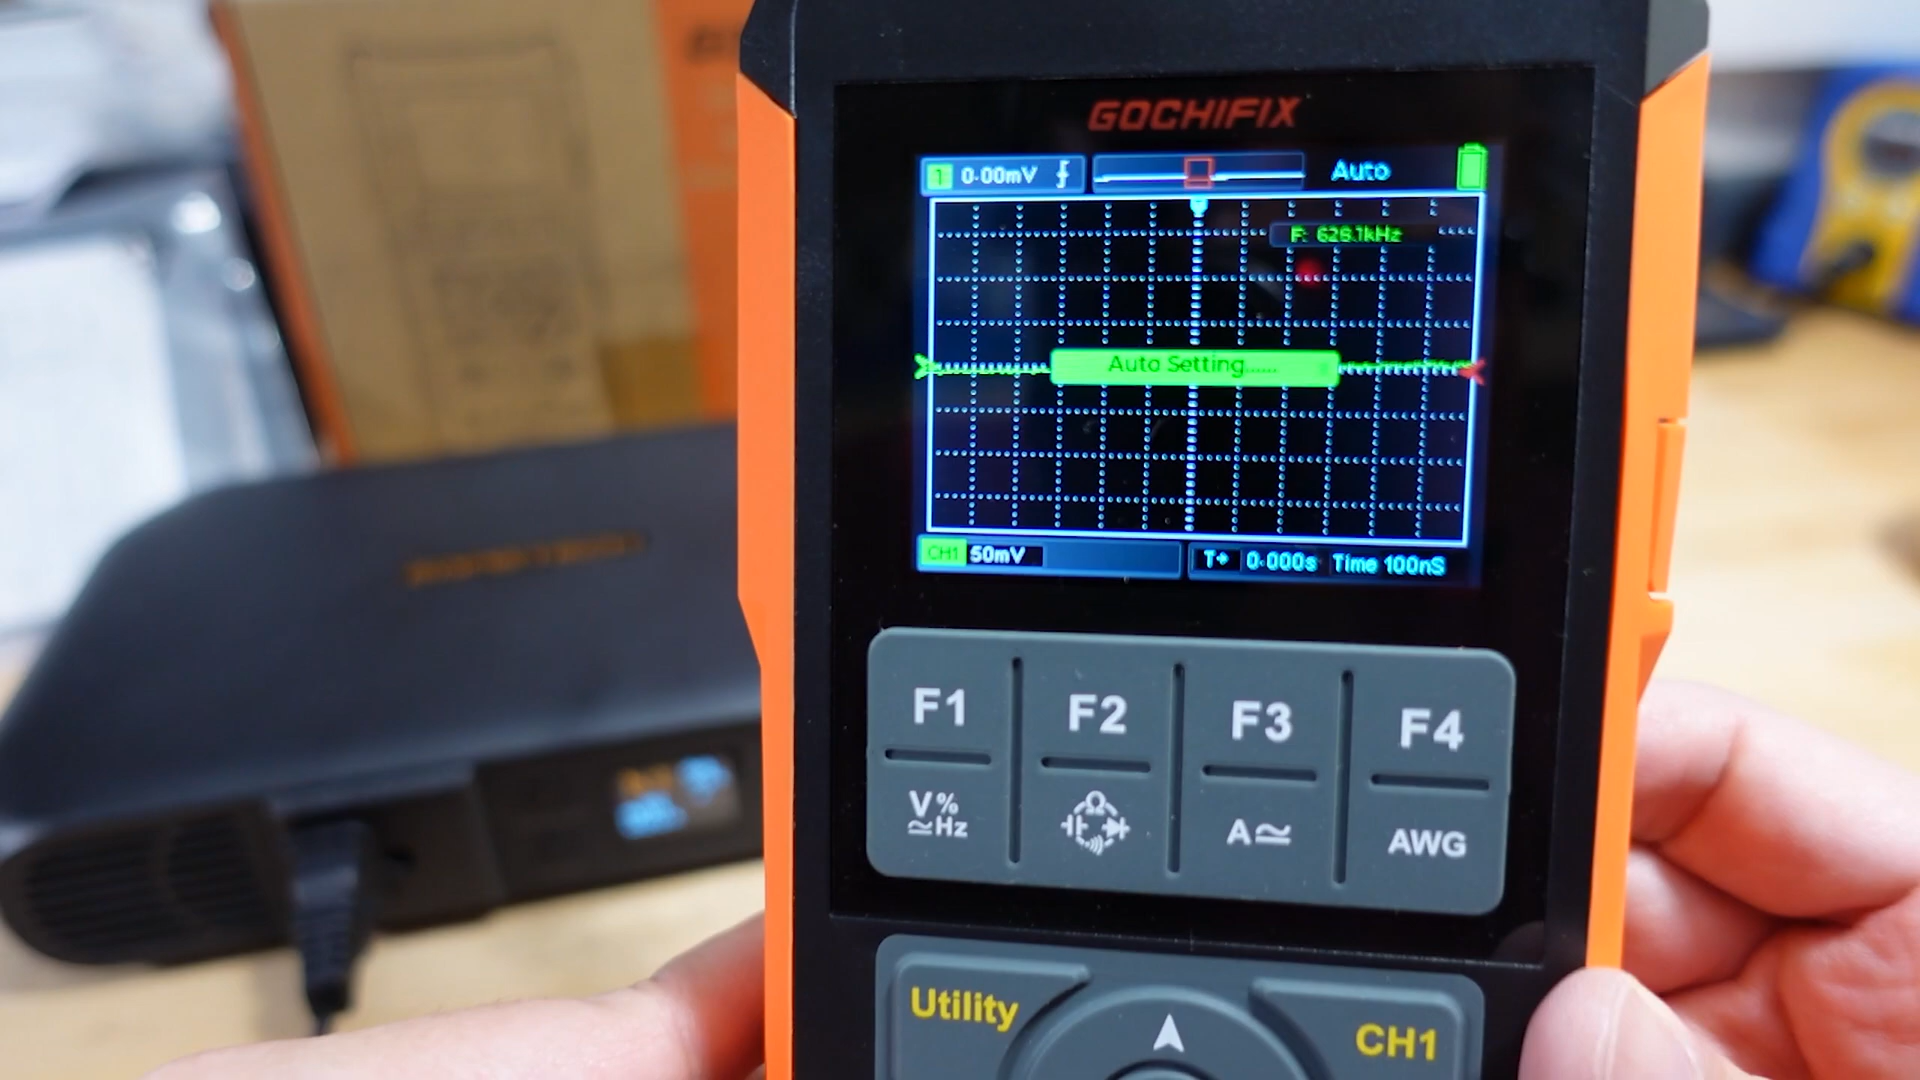 GOCHIFIX
1 0.00mV Auto
F: 628.1kHz
Auto Setting......
CH1 50mV T→ 0.000s Time 100nS
F1 F2 F3 F4
V % Hz Ω A AWG
Utility CH1